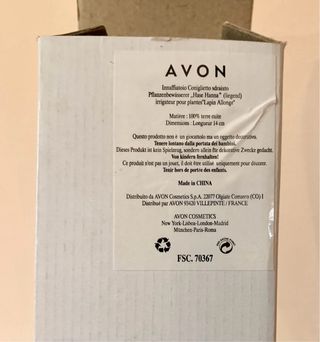 AVON
Innaffiatoio Coniglietto sdraiato
Pflanzenbewässerer „Hase Hanna" (liegend)
irrigateur pour plantes"Lapin Allonge"
Matiere : 100% terre cuite
Dimensions : Longueur 14 cm
Questo prodotto non è un giocattolo ma un oggetto decorativo.
Tenere lontano dalla portata dei bambini.
Dieses Produkt ist kein Spielzeug, sondern allein für dekorative Zwecke gedacht.
Von kindern fernhalten!
Ce produit n'est pas un jouet, il doit être utilisé uniquement pour décorer.
Tenir hors de portée des enfants.
Made in CHINA
Distribuito da AVON Cosmetics S.p.A. 22077 Olgiate Comasco (CO) I
Distribué par AVON 93420 VILLEPINTE / FRANCE
AVON COSMETICS
New York-Lisboa-London-Madrid
München-Paris-Roma
FSC. 70367